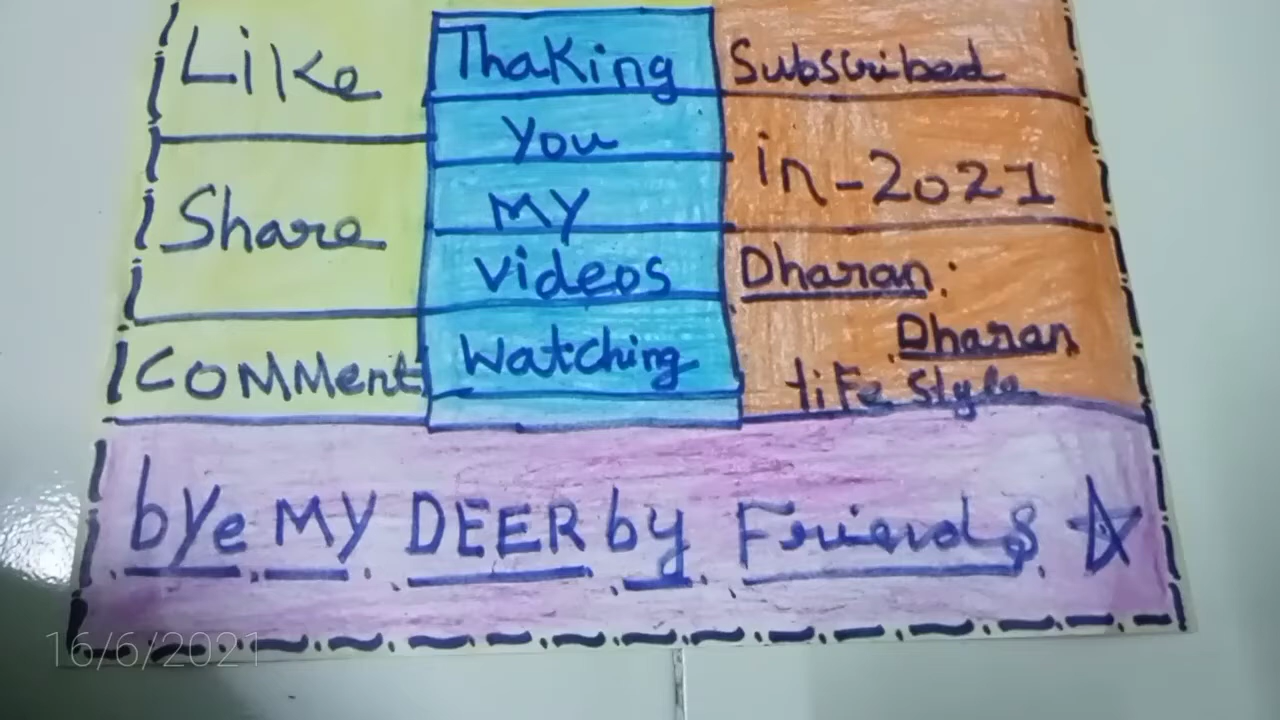 Like
Share
COMMent
ThaKing
you
MY
videos
Watching
Subscribed
in-2021
Dharan:
Dharan
liFe Style
bYe MY DEER by Friends
16/6/2021